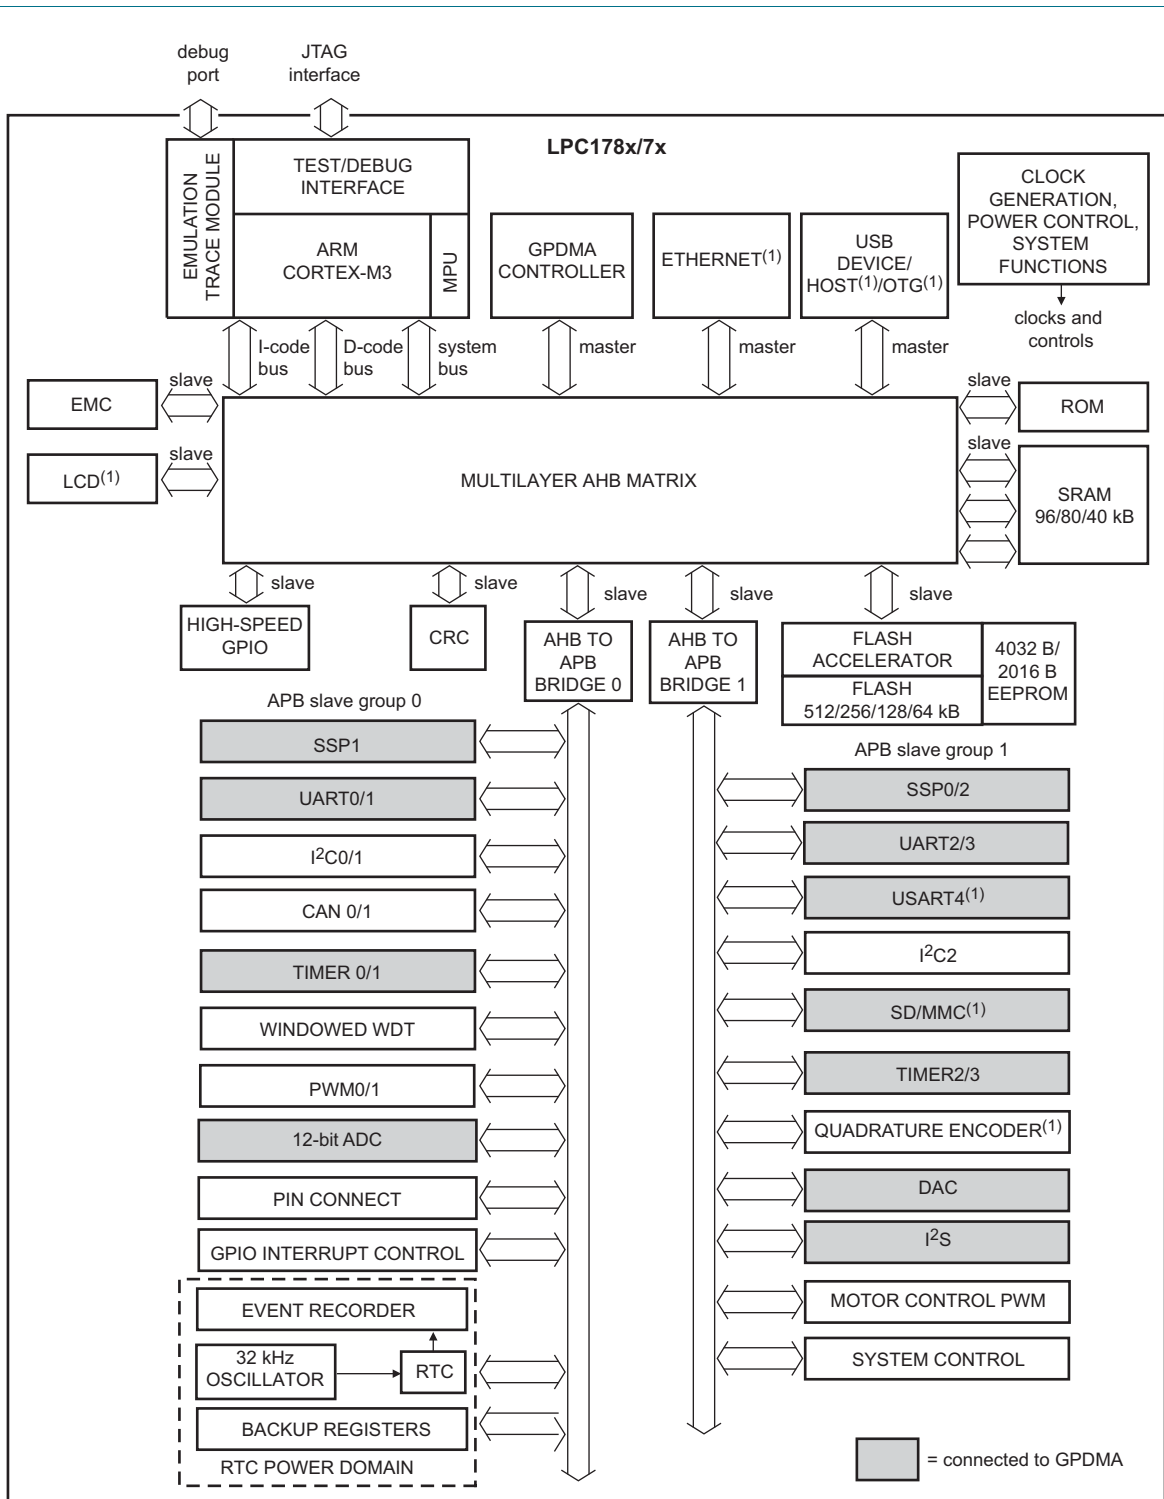 debug
port
JTAG
interface
LPC178x/7x
EMULATION
TRACE MODULE
TEST/DEBUG
INTERFACE
ARM
CORTEX-M3
MPU
GPDMA
CONTROLLER
ETHERNET(1)
USB
DEVICE/
HOST(1)/OTG(1)
CLOCK
GENERATION,
POWER CONTROL,
SYSTEM
FUNCTIONS
clocks and
controls
I-code
bus
D-code
bus
system
bus
master
master
master
slave
EMC
slave
LCD(1)
MULTILAYER AHB MATRIX
slave
ROM
slave
SRAM
96/80/40 kB
slave
slave
slave
slave
slave
HIGH-SPEED
GPIO
CRC
AHB TO
APB
BRIDGE 0
AHB TO
APB
BRIDGE 1
FLASH
ACCELERATOR
FLASH
512/256/128/64 kB
4032 B/
2016 B
EEPROM
APB slave group 0
SSP1
UART0/1
I2C0/1
CAN 0/1
TIMER 0/1
WINDOWED WDT
PWM0/1
12-bit ADC
PIN CONNECT
GPIO INTERRUPT CONTROL
EVENT RECORDER
32 kHz
OSCILLATOR
RTC
BACKUP REGISTERS
RTC POWER DOMAIN
APB slave group 1
SSP0/2
UART2/3
USART4(1)
I2C2
SD/MMC(1)
TIMER2/3
QUADRATURE ENCODER(1)
DAC
I2S
MOTOR CONTROL PWM
SYSTEM CONTROL
= connected to GPDMA